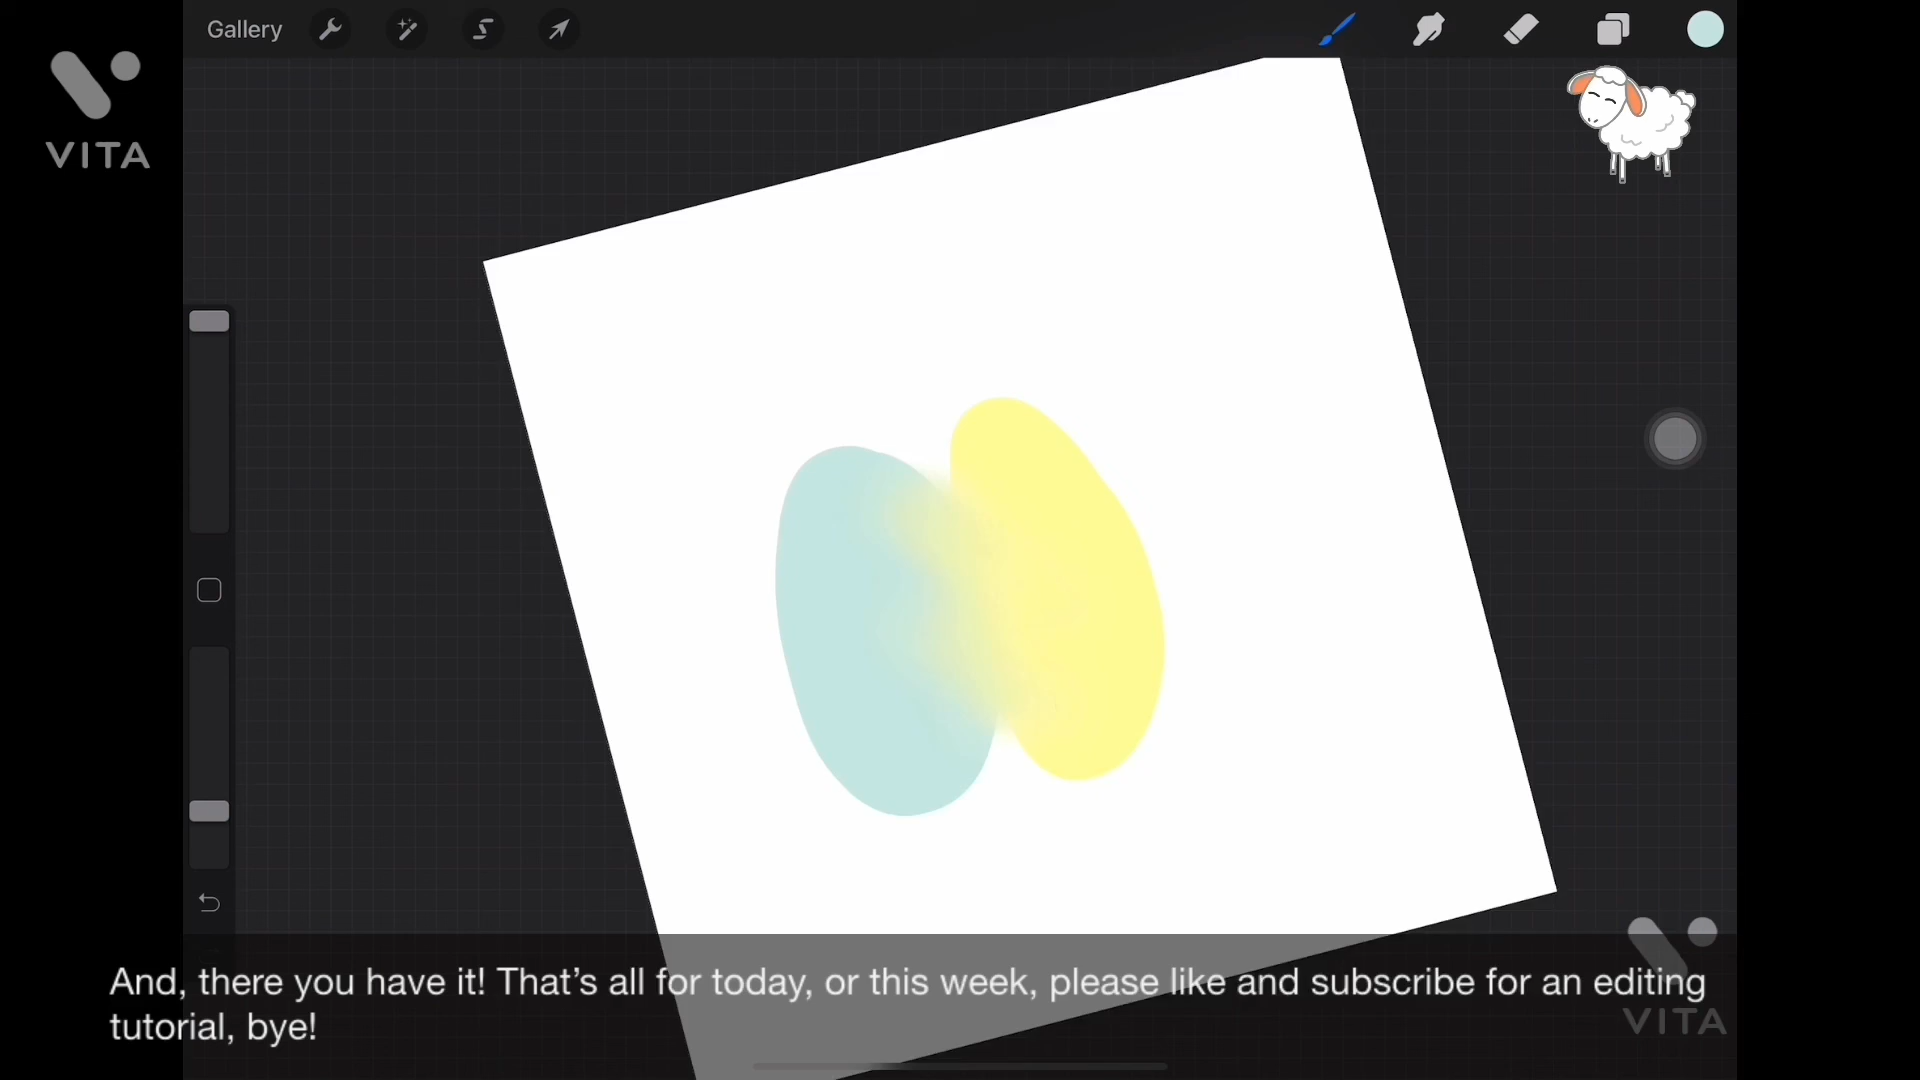 Gallery
VITA
And, there you have it! That's all for today, or this week, please like and subscribe for an editing
tutorial, bye!
VITA